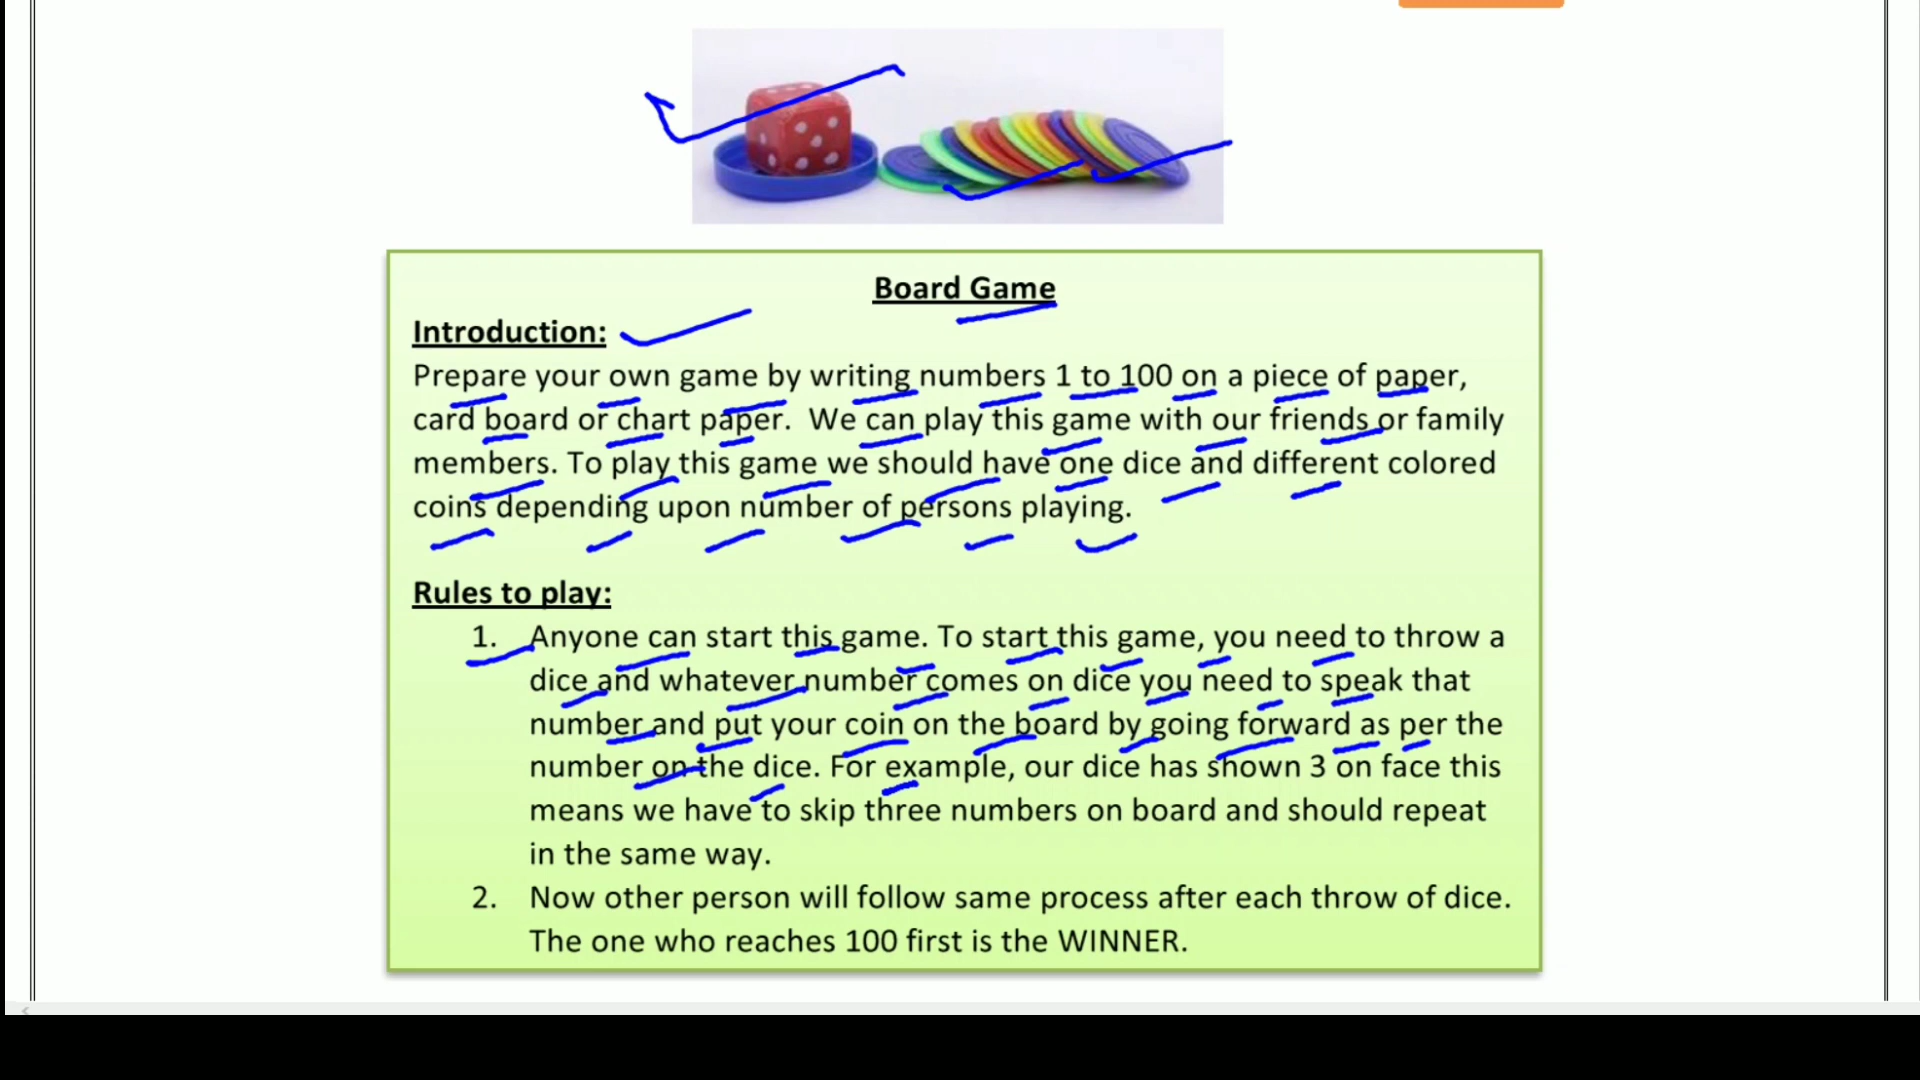 Board Game
Introduction:
Prepare your own game by writing numbers 1 to 100 on a piece of paper,
card board or chart paper. We can play this game with our friends or family
members. To play this game we should have one dice and different colored
coins depending upon number of persons playing.
Rules to play:
1. Anyone can start this game. To start this game, you need to throw a
dice and whatever number comes on dice you need to speak that
number and put your coin on the board by going forward as per the
number on the dice. For example, our dice has shown 3 on face this
means we have to skip three numbers on board and should repeat
in the same way.
2. Now other person will follow same process after each throw of dice.
The one who reaches 100 first is the WINNER.